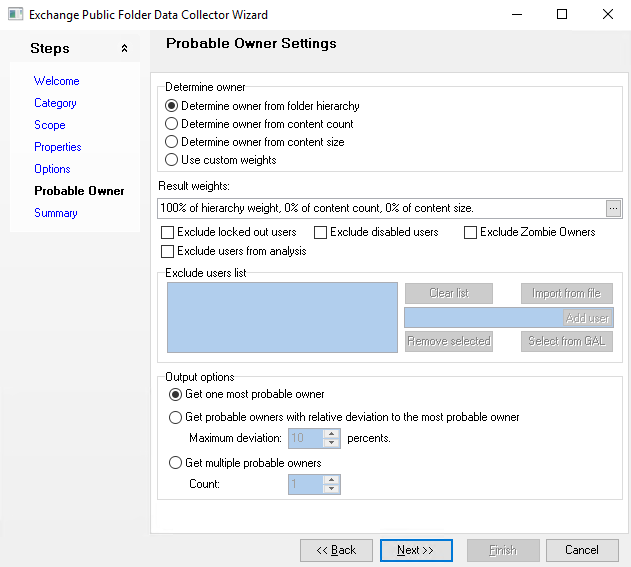 Exchange Public Folder Data Collector Wizard
Steps
Welcome
Category
Scope
Properties
Options
Probable Owner
Summary
Probable Owner Settings
Determine owner
Determine owner from folder hierarchy
Determine owner from content count
Determine owner from content size
Use custom weights
Result weights:
100% of hierarchy weight, 0% of content count, 0% of content size.
...
Exclude locked out users Exclude disabled users Exclude Zombie Owners
Exclude users from analysis
Exclude users list
Clear list Import from file
Add user
Remove selected Select from GAL
Output options
Get one most probable owner
Get probable owners with relative deviation to the most probable owner
Maximum deviation: 10 percents.
Get multiple probable owners
Count: 1
<< Back Next >> Finish Cancel